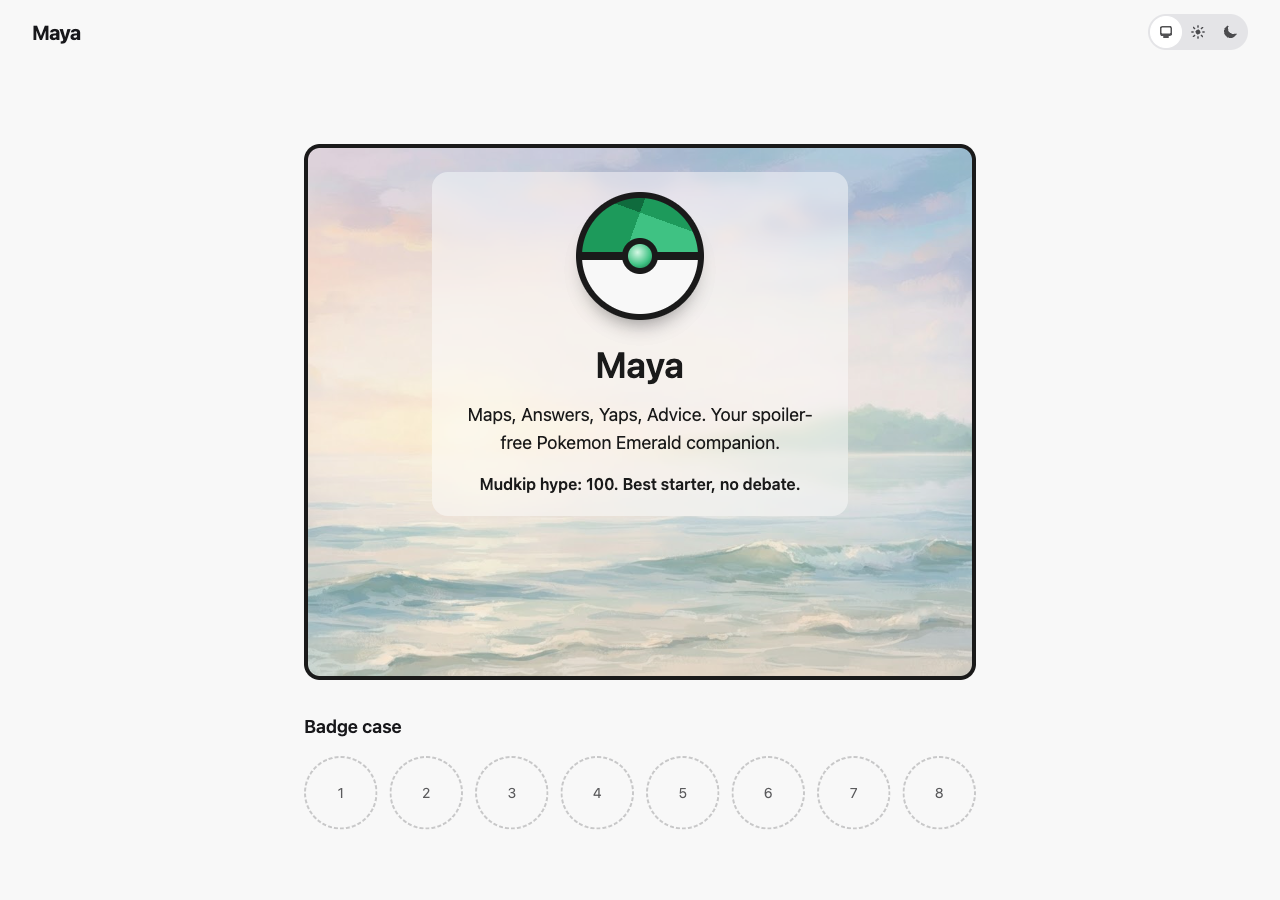 Maya
Maya
Maps, Answers, Yaps, Advice. Your spoiler-
free Pokemon Emerald companion.
Mudkip hype: 100. Best starter, no debate.
Badge case
1 2 3 4 5 6 7 8